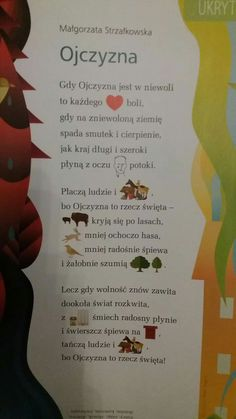 UKRYT
Małgorzata Strzałkowska
Ojczyzna
Gdy Ojczyzna jest w niewoli
to każdego boli,
gdy na zniewoloną ziemię
spada smutek i cierpienie,
jak kraj długi i szeroki
płyną z oczu potoki.
Płaczą ludzie i ,
bo Ojczyzna to rzecz święta –
kryją się po lasach,
mniej ochoczo hasa,
mniej radośnie śpiewa
i żałobnie szumią
Lecz gdy wolność znów zawita
dookoła świat rozkwita,
z śmiech radosny płynie
i świerszcz śpiewa na ,
tańczą ludzie i ,
bo Ojczyzna to rzecz święta!